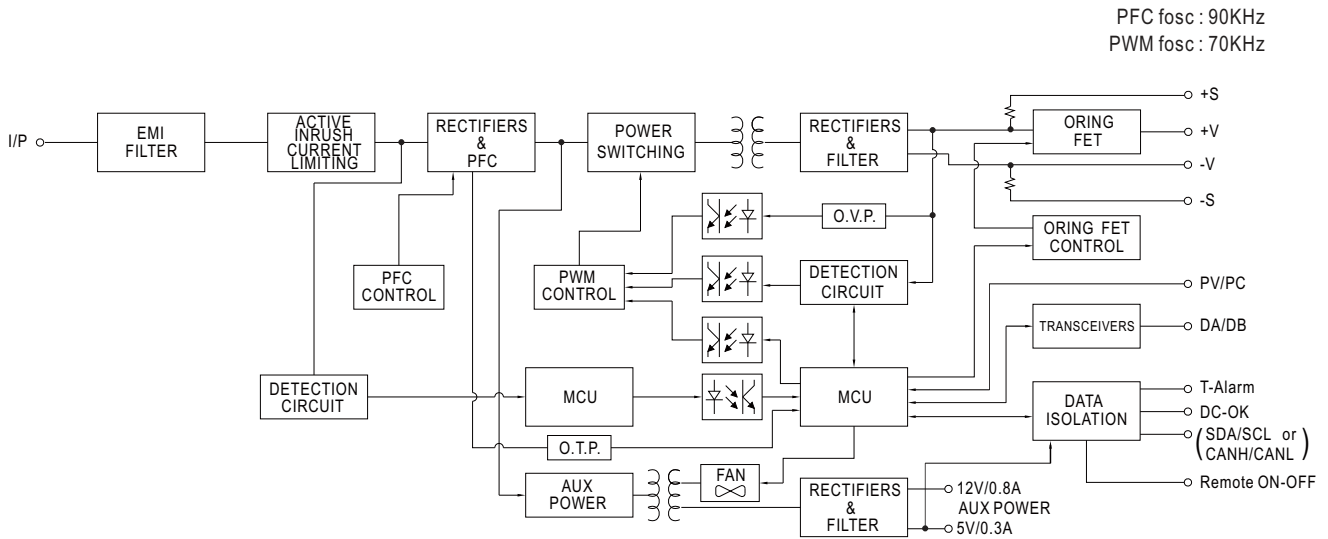 PFC fosc : 90KHz
PWM fosc : 70KHz
I/P
EMI
FILTER
ACTIVE
INRUSH
CURRENT
LIMITING
RECTIFIERS
&
PFC
POWER
SWITCHING
RECTIFIERS
&
FILTER
ORING
FET
+S
+V
-V
-S
O.V.P.
ORING FET
CONTROL
PFC
CONTROL
PWM
CONTROL
DETECTION
CIRCUIT
PV/PC
TRANSCEIVERS
DA/DB
DETECTION
CIRCUIT
MCU
MCU
DATA
ISOLATION
T-Alarm
DC-OK
(SDA/SCL or
CANH/CANL)
Remote ON-OFF
O.T.P.
AUX
POWER
FAN
RECTIFIERS
&
FILTER
12V/0.8A
AUX POWER
5V/0.3A